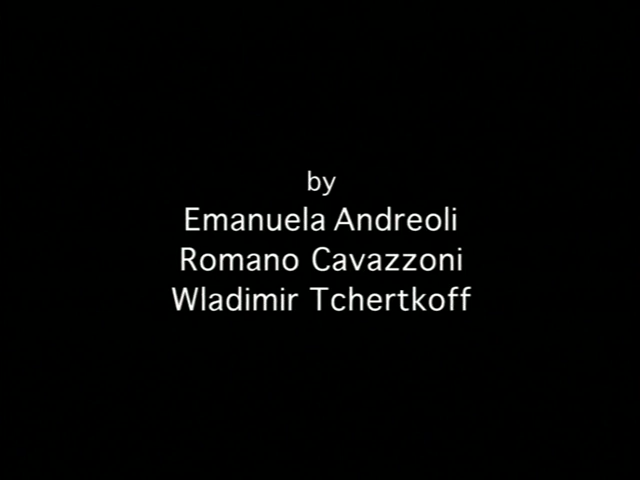 by
Emanuela Andreoli
Romano Cavazzoni
Wladimir Tchertkoff